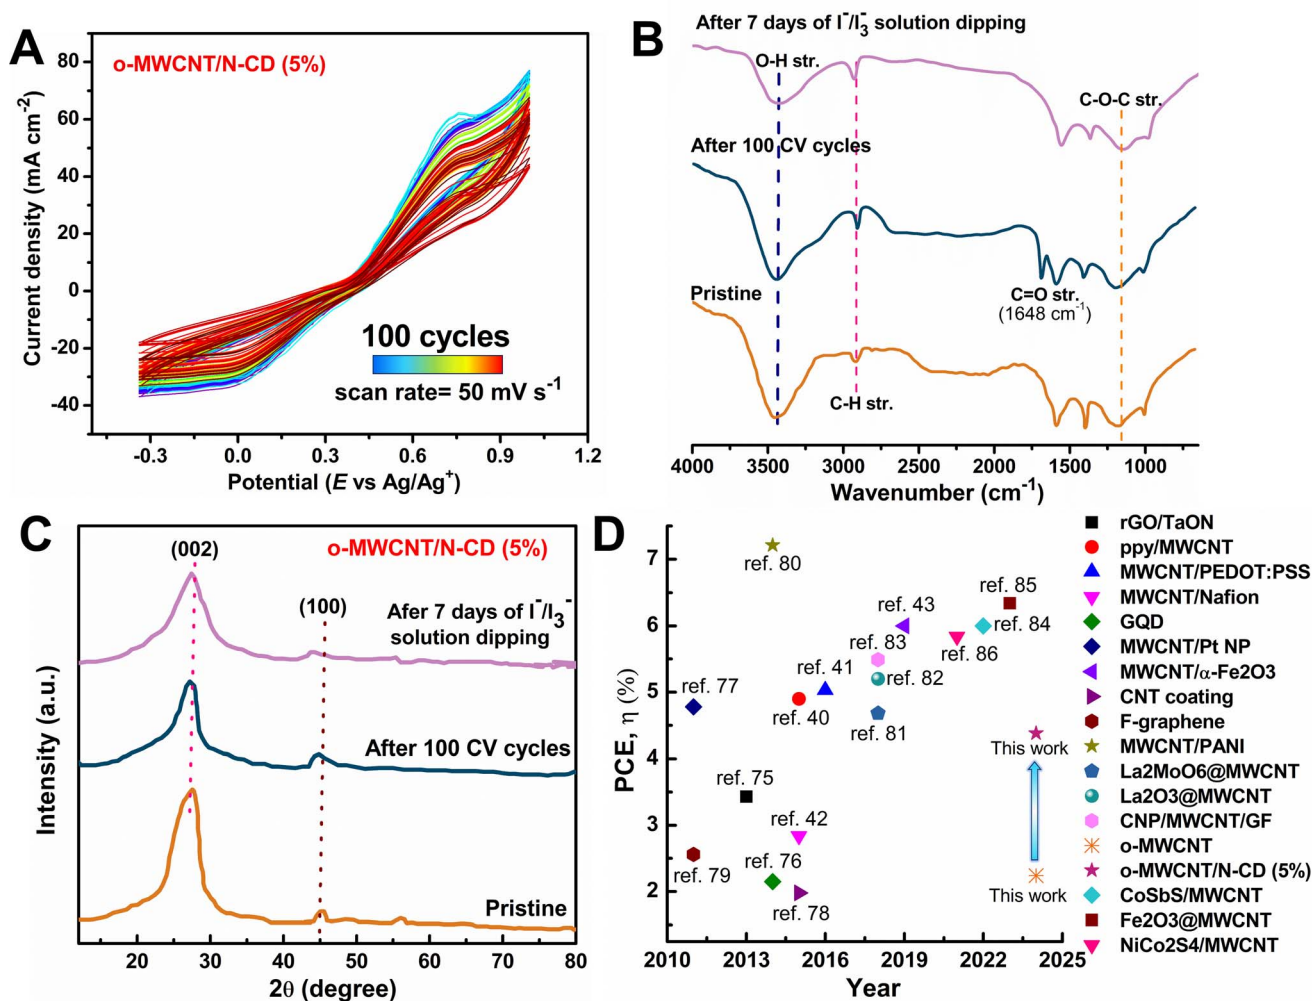 A
o-MWCNT/N-CD (5%)
Current density (mA cm-2)
80
60
40
20
0
-20
-40
100 cycles
scan rate= 50 mV s-1
-0.3
0.0
0.3
0.6
0.9
1.2
Potential (E vs Ag/Ag+)
B
After 7 days of I-/I3- solution dipping
O-H str.
C-O-C str.
After 100 CV cycles
C=O str.
(1648 cm-1)
Pristine
C-H str.
4000
3500
3000
2500
2000
1500
1000
Wavenumber (cm-1)
C
(002)
o-MWCNT/N-CD (5%)
(100)
Afer 7 days of I-/I3-
solution dipping
After 100 CV cycles
Pristine
Intensity (a.u.)
20
30
40
50
60
70
80
2θ (degree)
D
PCE, η (%)
7
6
5
4
3
2
ref. 80
ref. 85
ref. 43
ref. 84
ref. 83
ref. 86
ref. 77
ref. 41
ref. 82
ref. 40
ref. 81
This work
ref. 75
ref. 42
ref. 76
ref. 79
This work
ref. 78
2010
2013
2016
2019
2022
2025
Year
rGO/TaON
ppy/MWCNT
MWCNT/PEDOT:PSS
MWCNT/Nafion
GQD
MWCNT/Pt NP
MWCNT/α-Fe2O3
CNT coating
F-graphene
MWCNT/PANI
La2MoO6@MWCNT
La2O3@MWCNT
CNP/MWCNT/GF
o-MWCNT
o-MWCNT/N-CD (5%)
CoSbS/MWCNT
Fe2O3@MWCNT
NiCo2S4/MWCNT